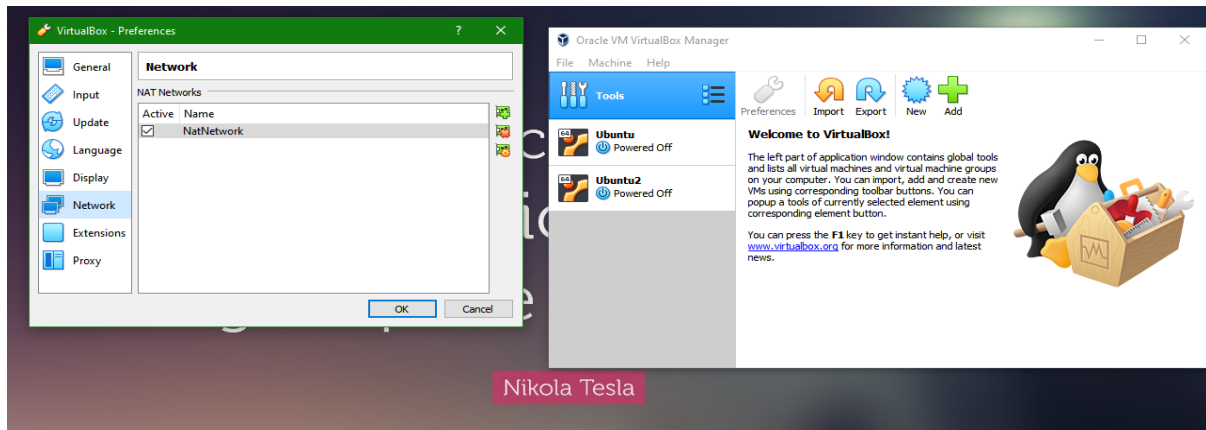 VirtualBox - Preferences
?
General
Input
Update
Language
Display
Network
Extensions
Proxy
Network
NAT Networks
Active Name
NatNetwork
OK Cancel
Oracle VM VirtualBox Manager
File Machine Help
Tools
64
Ubuntu
Powered Off
64
Ubuntu2
Powered Off
Preferences Import Export New Add
Welcome to VirtualBox!
The left part of application window contains global tools
and lists all virtual machines and virtual machine groups
on your computer. You can import, add and create new
VMs using corresponding toolbar buttons. You can
popup a tools of currently selected element using
corresponding element button.
You can press the F1 key to get instant help, or visit
www.virtualbox.org for more information and latest
news.
Nikola Tesla